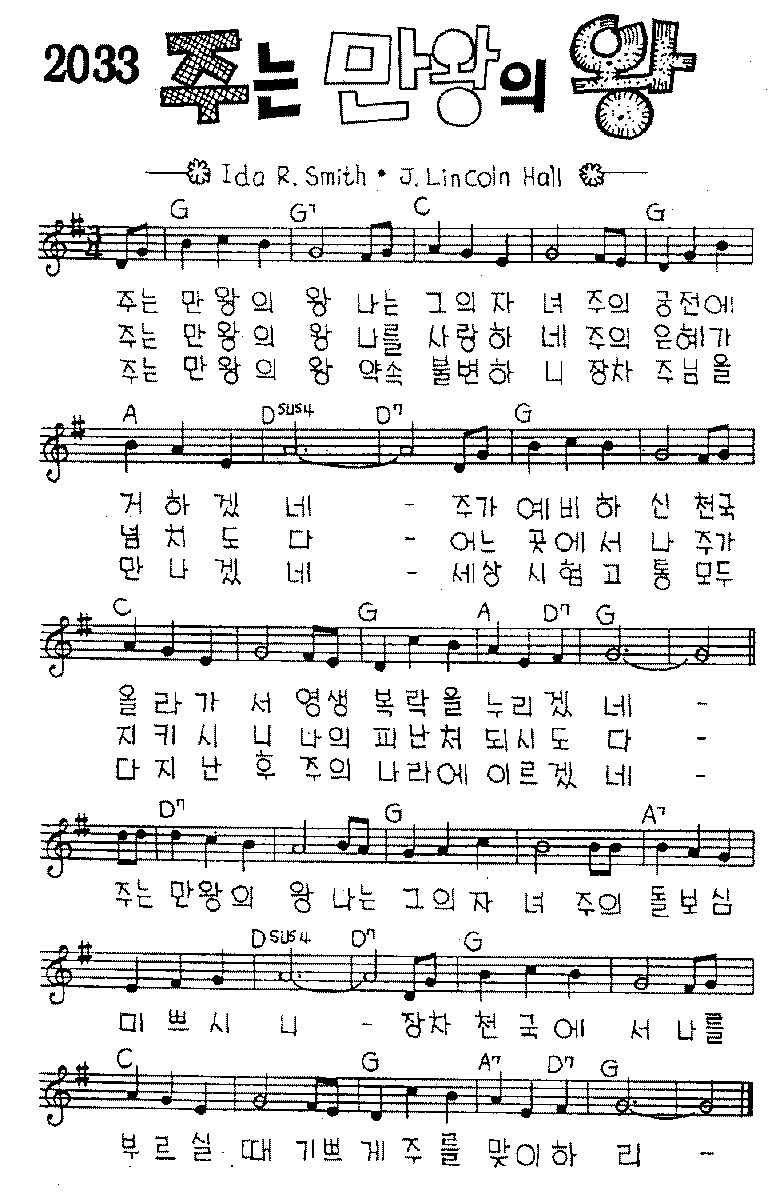 2033 주는 만왕의 왕
Ida R. Smith • J. Lincoln Hall
G G7 C G
주는 만 왕 의 왕 나는 그의 자 녀 주의 궁전에
주는 만 왕 의 왕 나를 사랑하 네 주의 은혜가
주는 만 왕 의 왕 약속 불변하 니 장차 주님을
A Dsus4 D7 G
거 하 겠 네 - 주가 예비하 신 천국
넘 치 도 다 - 어느 곳에서 나 주가
만 나 겠 네 - 세상 시험고 통 모두
C G A D7 G
올 라 가 서 영생 복락을 누리겠 네 -
지 키 시 니 나의 피난처 되시도 다 -
다 지 난 후 주의 나라에 이르겠 네 -
D7 G A7
주는 만왕의 왕 나는 그의 자 녀 주의 돌보심
Dsus4 D7 G
미 쁘 시 니 - 장차 천 국 에 서 나를
C G A7 D7 G
부 르 실 때 기쁘게 주를 맞이하 리 -